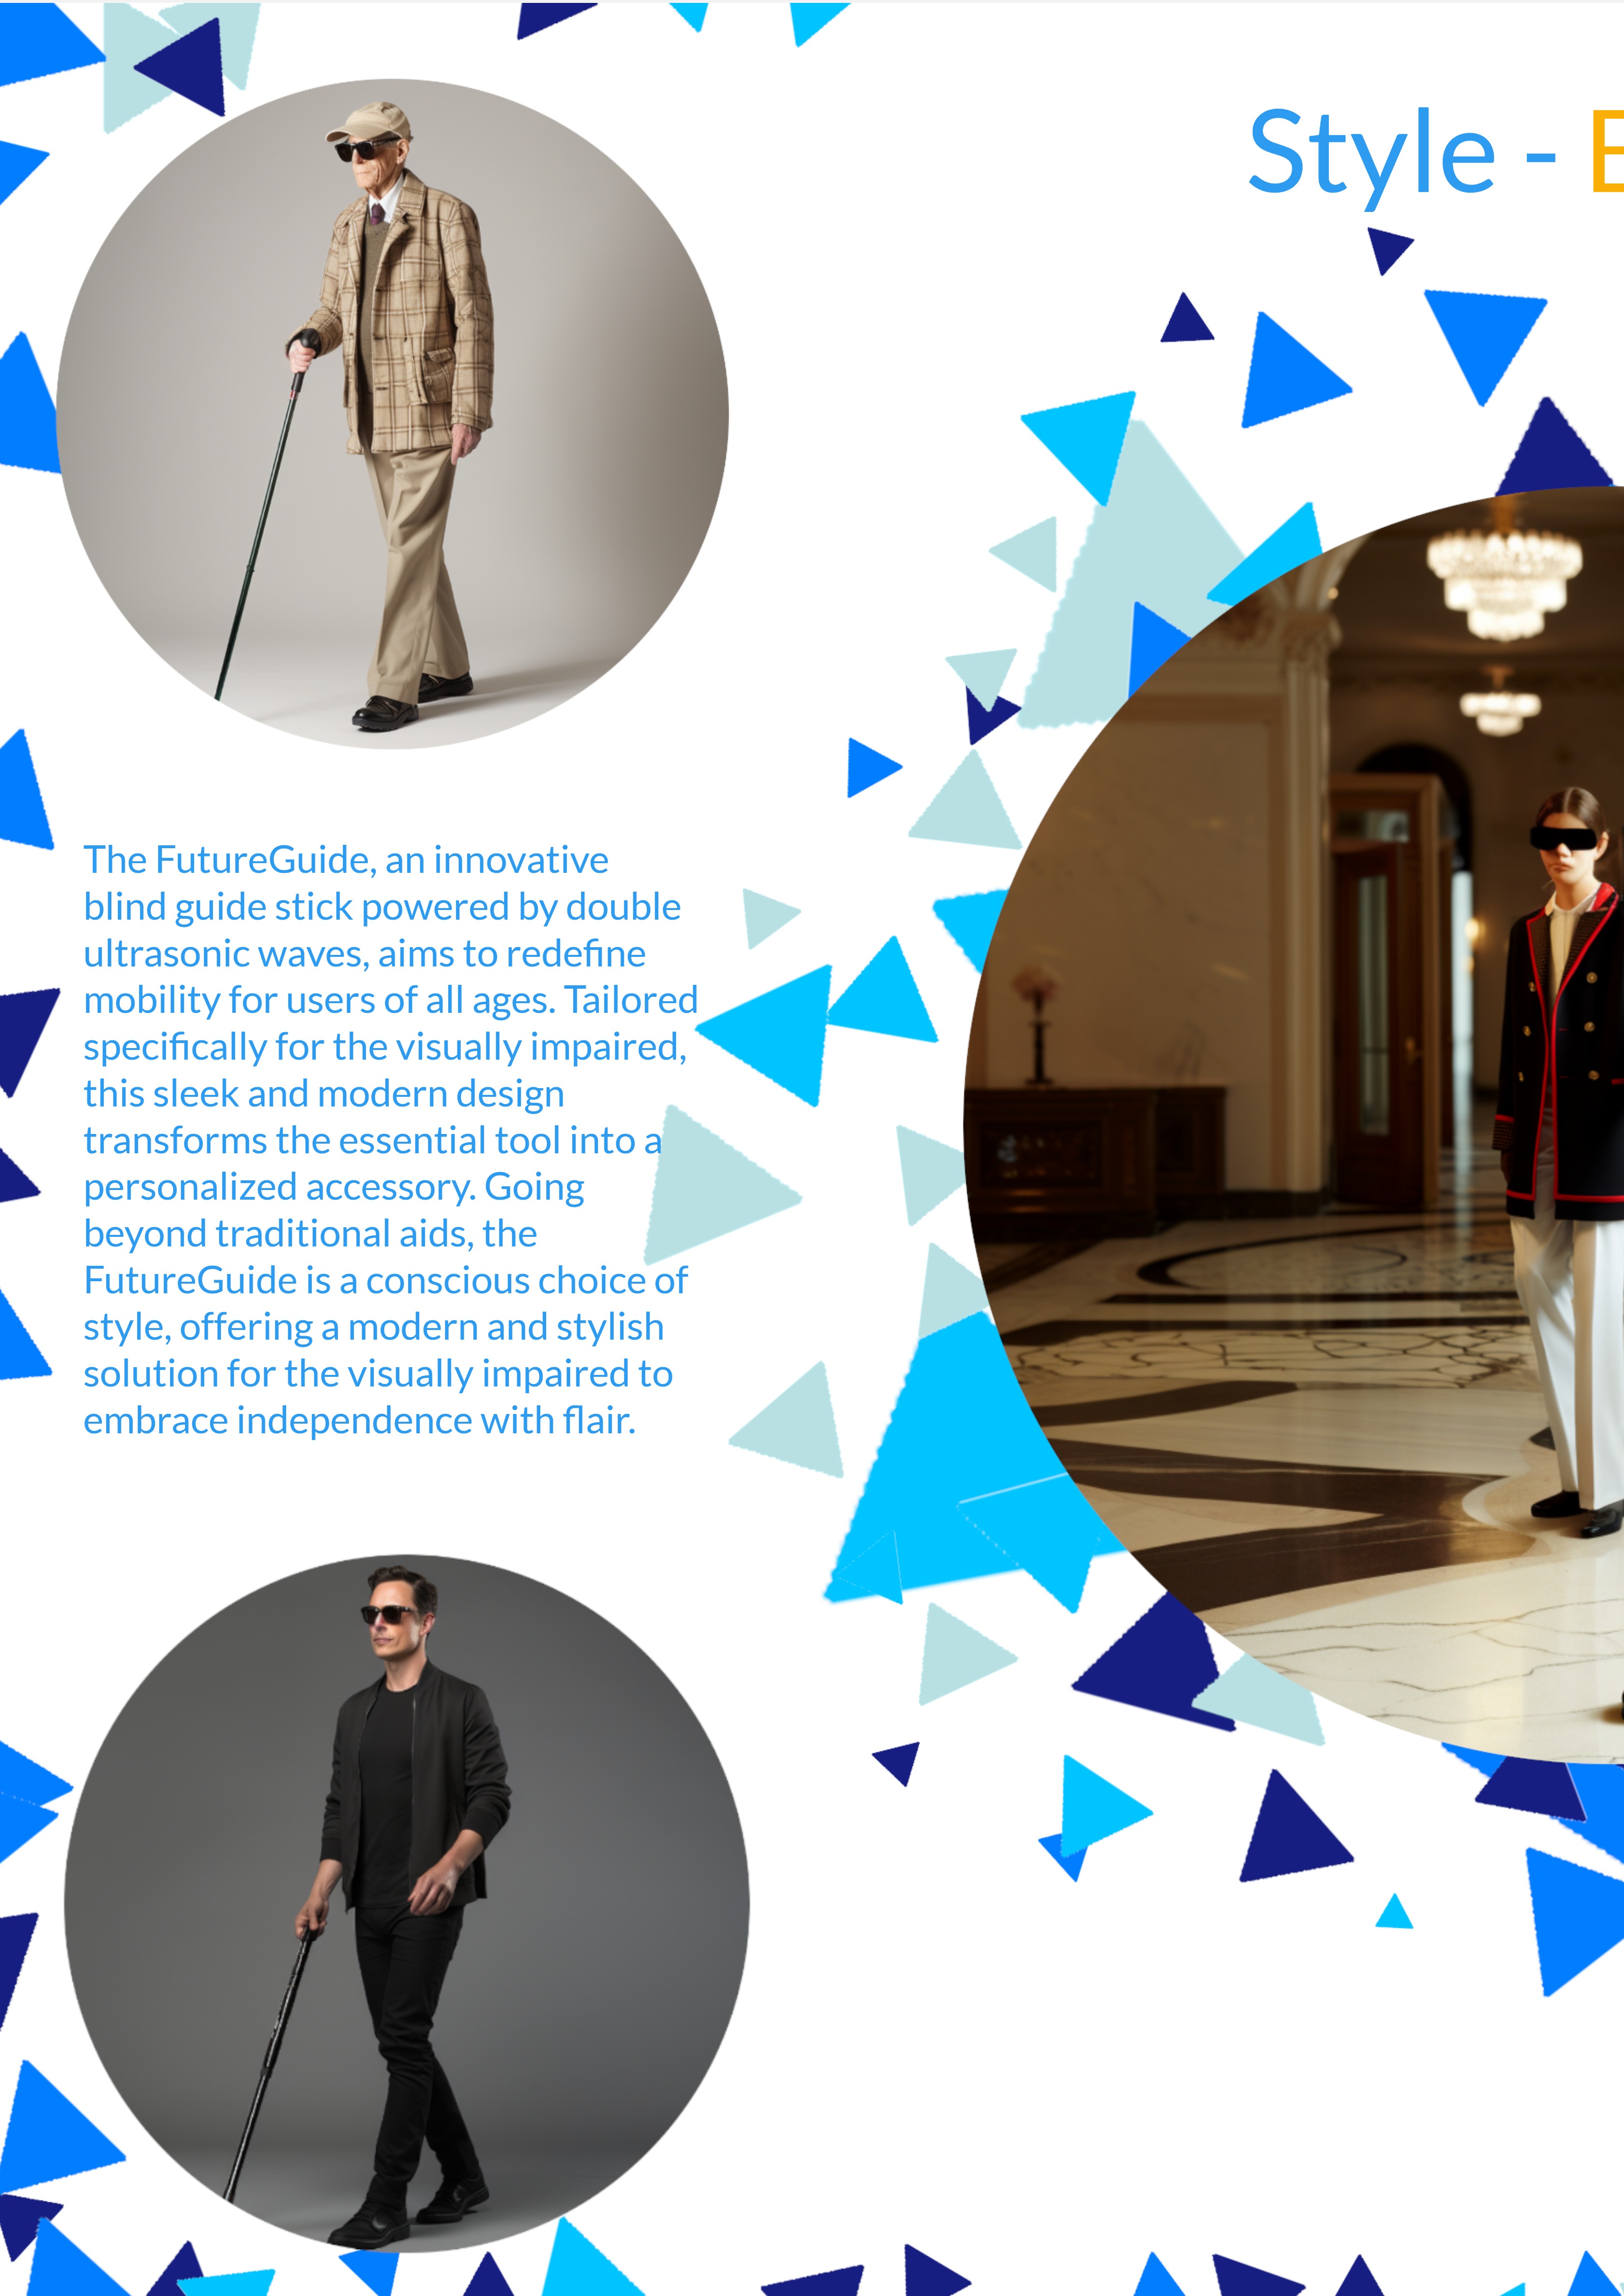 Style - E
The FutureGuide, an innovative
blind guide stick powered by double
ultrasonic waves, aims to redefine
mobility for users of all ages. Tailored
specifically for the visually impaired,
this sleek and modern design
transforms the essential tool into a
personalized accessory. Going
beyond traditional aids, the
FutureGuide is a conscious choice of
style, offering a modern and stylish
solution for the visually impaired to
embrace independence with flair.